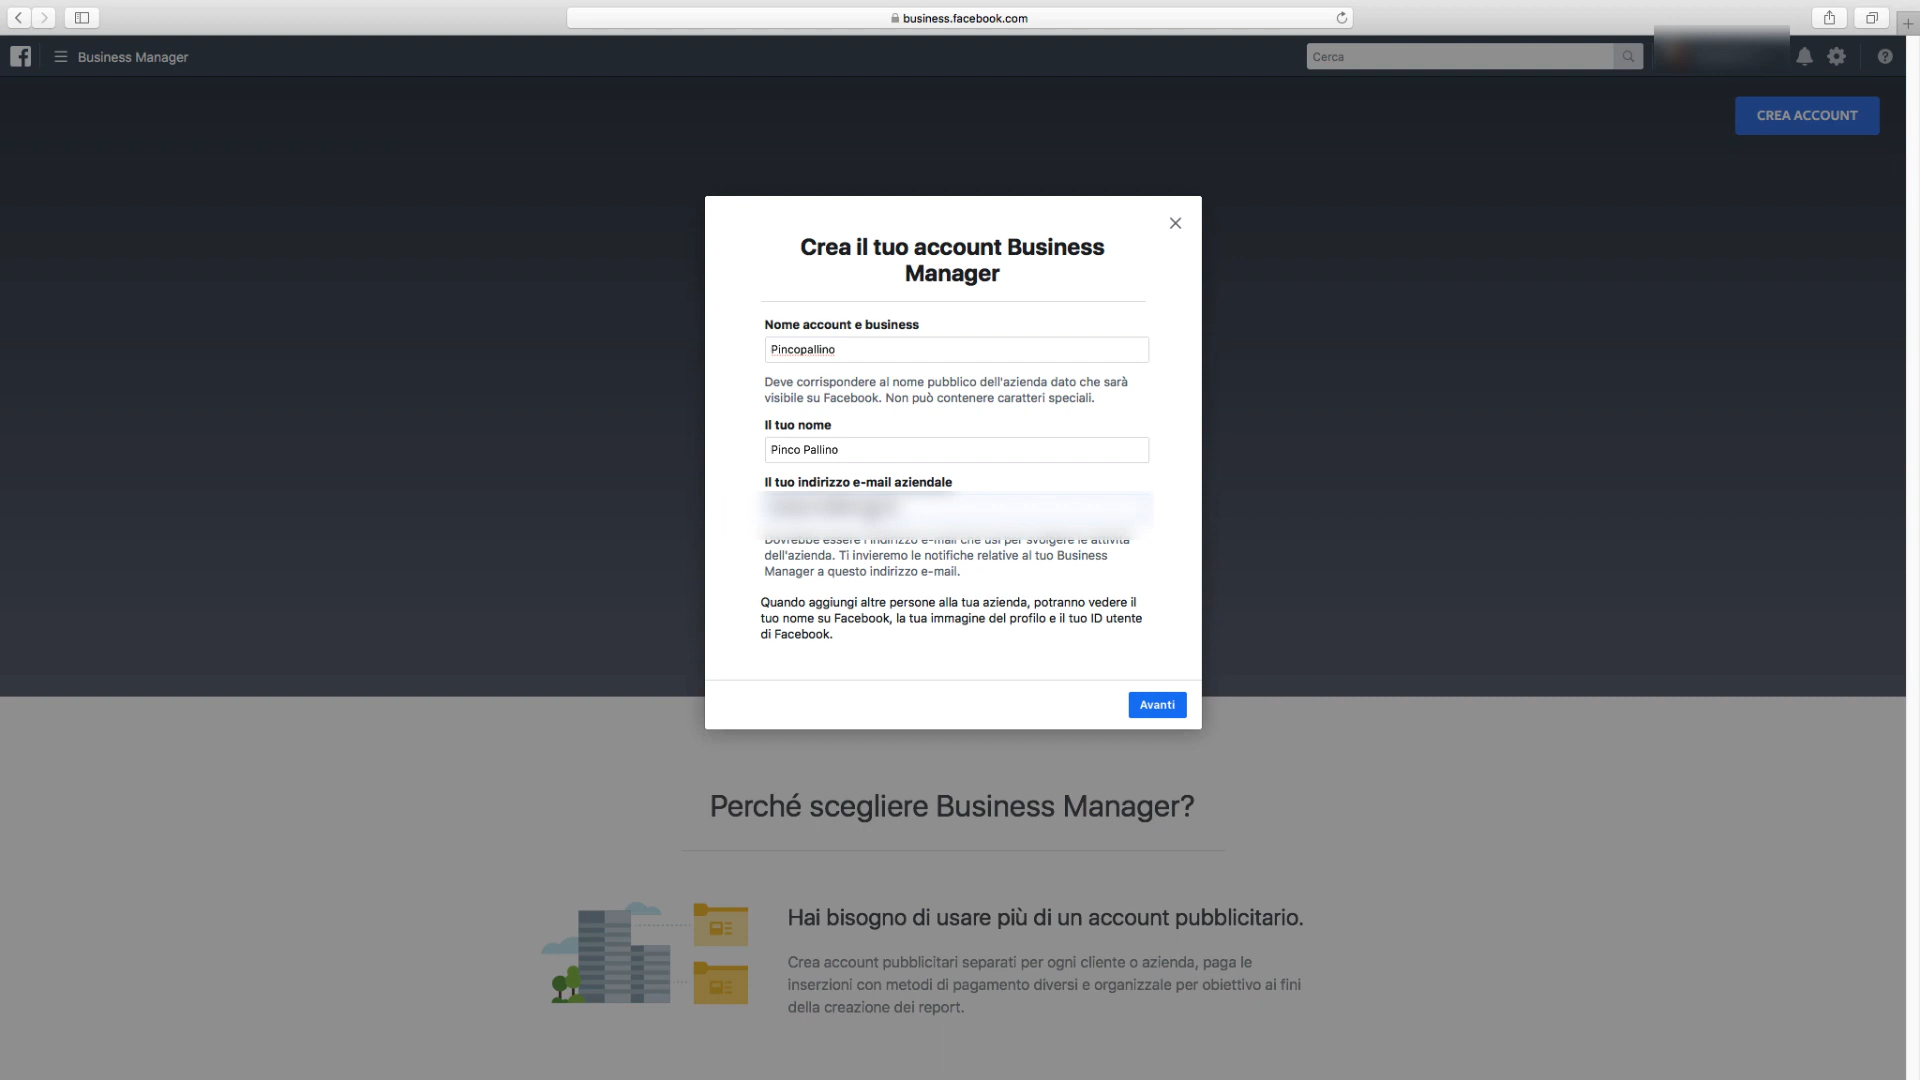 business.facebook.com
Business Manager
Cerca
CREA ACCOUNT
Crea il tuo account Business
Manager
Nome account e business
Pincopallino
Deve corrispondere al nome pubblico dell'azienda dato che sarà
visibile su Facebook. Non può contenere caratteri speciali.
Il tuo nome
Pinco Pallino
Il tuo indirizzo e-mail aziendale
Dovrebbe essere l'indirizzo e-mail che usi per svolgere le attività
dell'azienda. Ti invieremo le notifiche relative al tuo Business
Manager a questo indirizzo e-mail.
Quando aggiungi altre persone alla tua azienda, potranno vedere il
tuo nome su Facebook, la tua immagine del profilo e il tuo ID utente
di Facebook.
Avanti
Perché scegliere Business Manager?
Hai bisogno di usare più di un account pubblicitario.
Crea account pubblicitari separati per ogni cliente o azienda, paga le
inserzioni con metodi di pagamento diversi e organizzale per obiettivo ai fini
della creazione dei report.